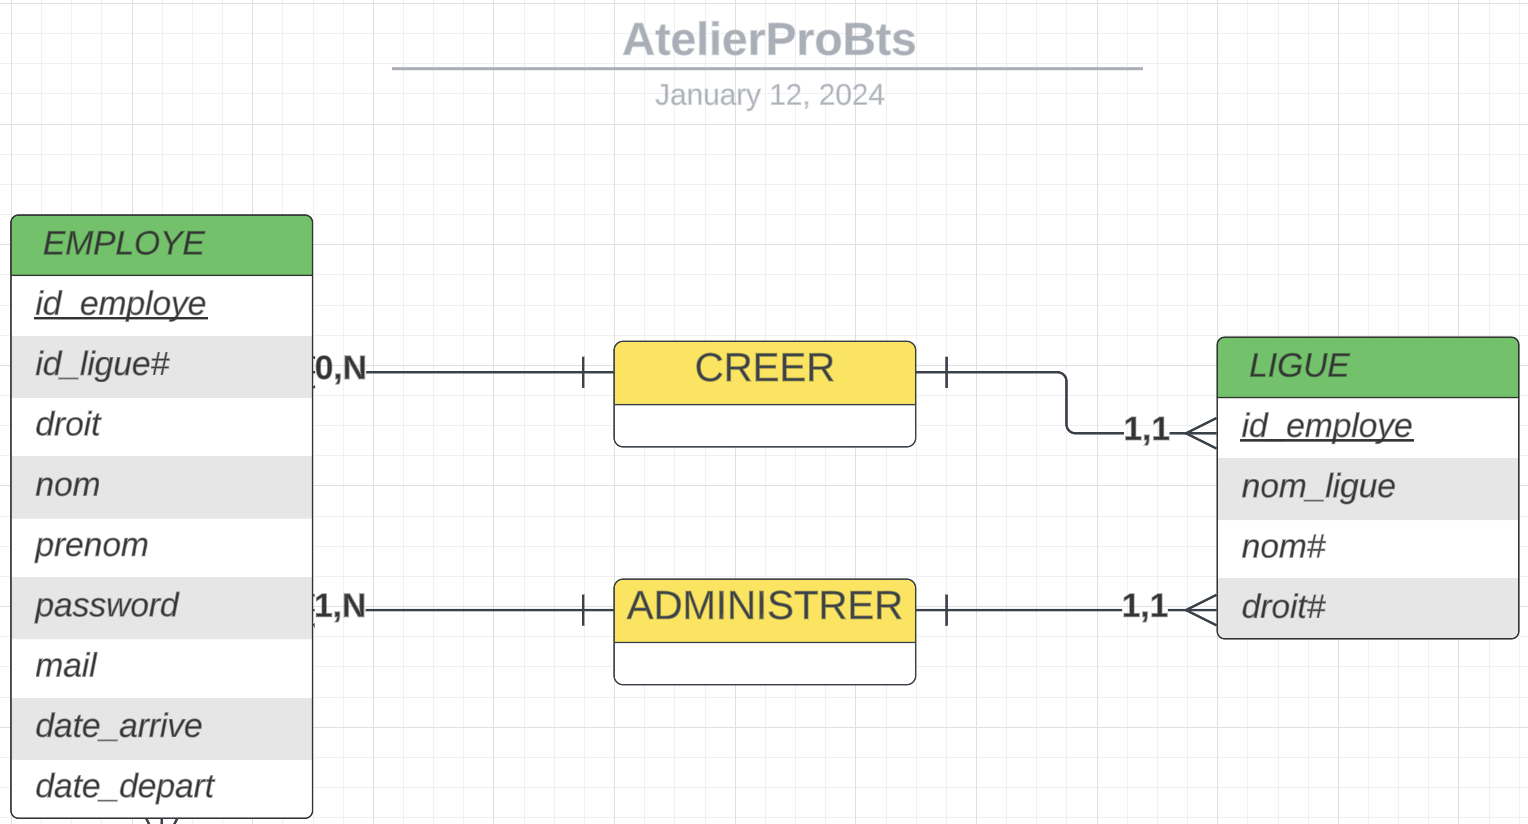 AtelierProBts
January 12, 2024
EMPLOYE
id_employe
id_ligue#
droit
nom
prenom
password
mail
date_arrive
date_depart
0,N
CREER
1,1
1,N
ADMINISTRER
1,1
LIGUE
id_employe
nom_ligue
nom#
droit#